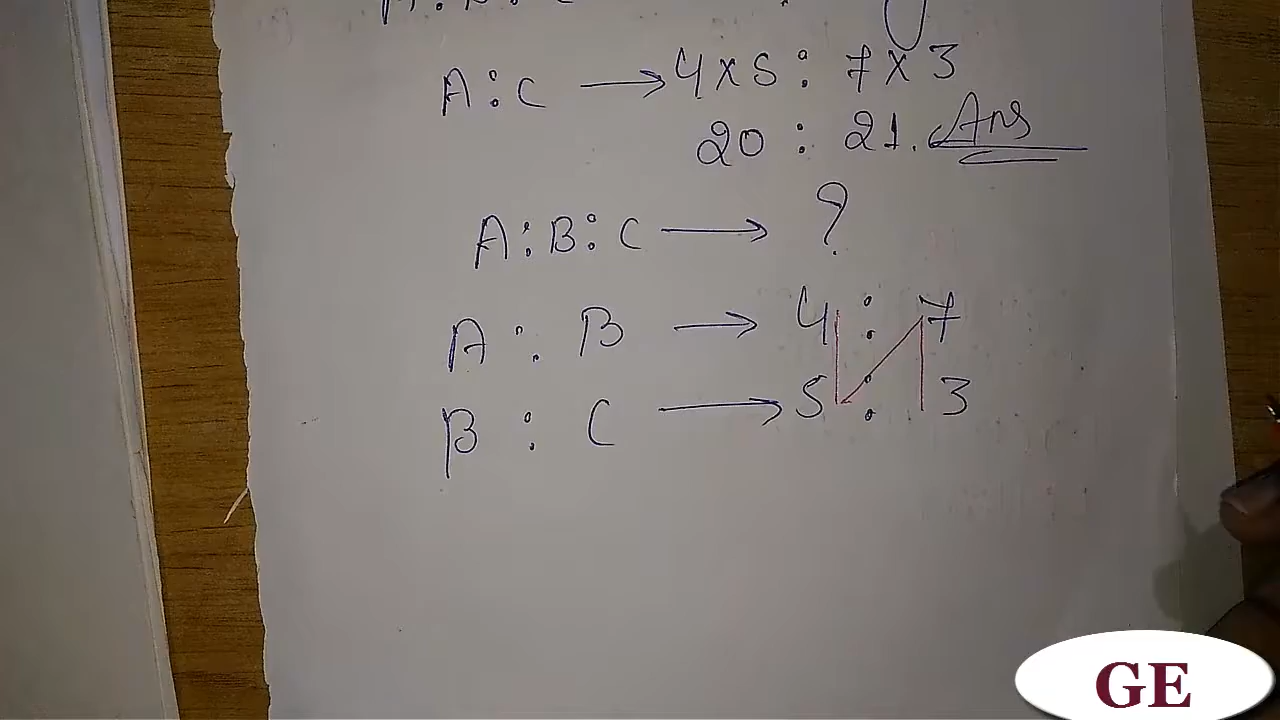 A : C → 4 x 5 : 7 x 3
20 : 21. Ans
A : B : C → ?
A : B → 4 : 7
B : C → 5 : 3
GE